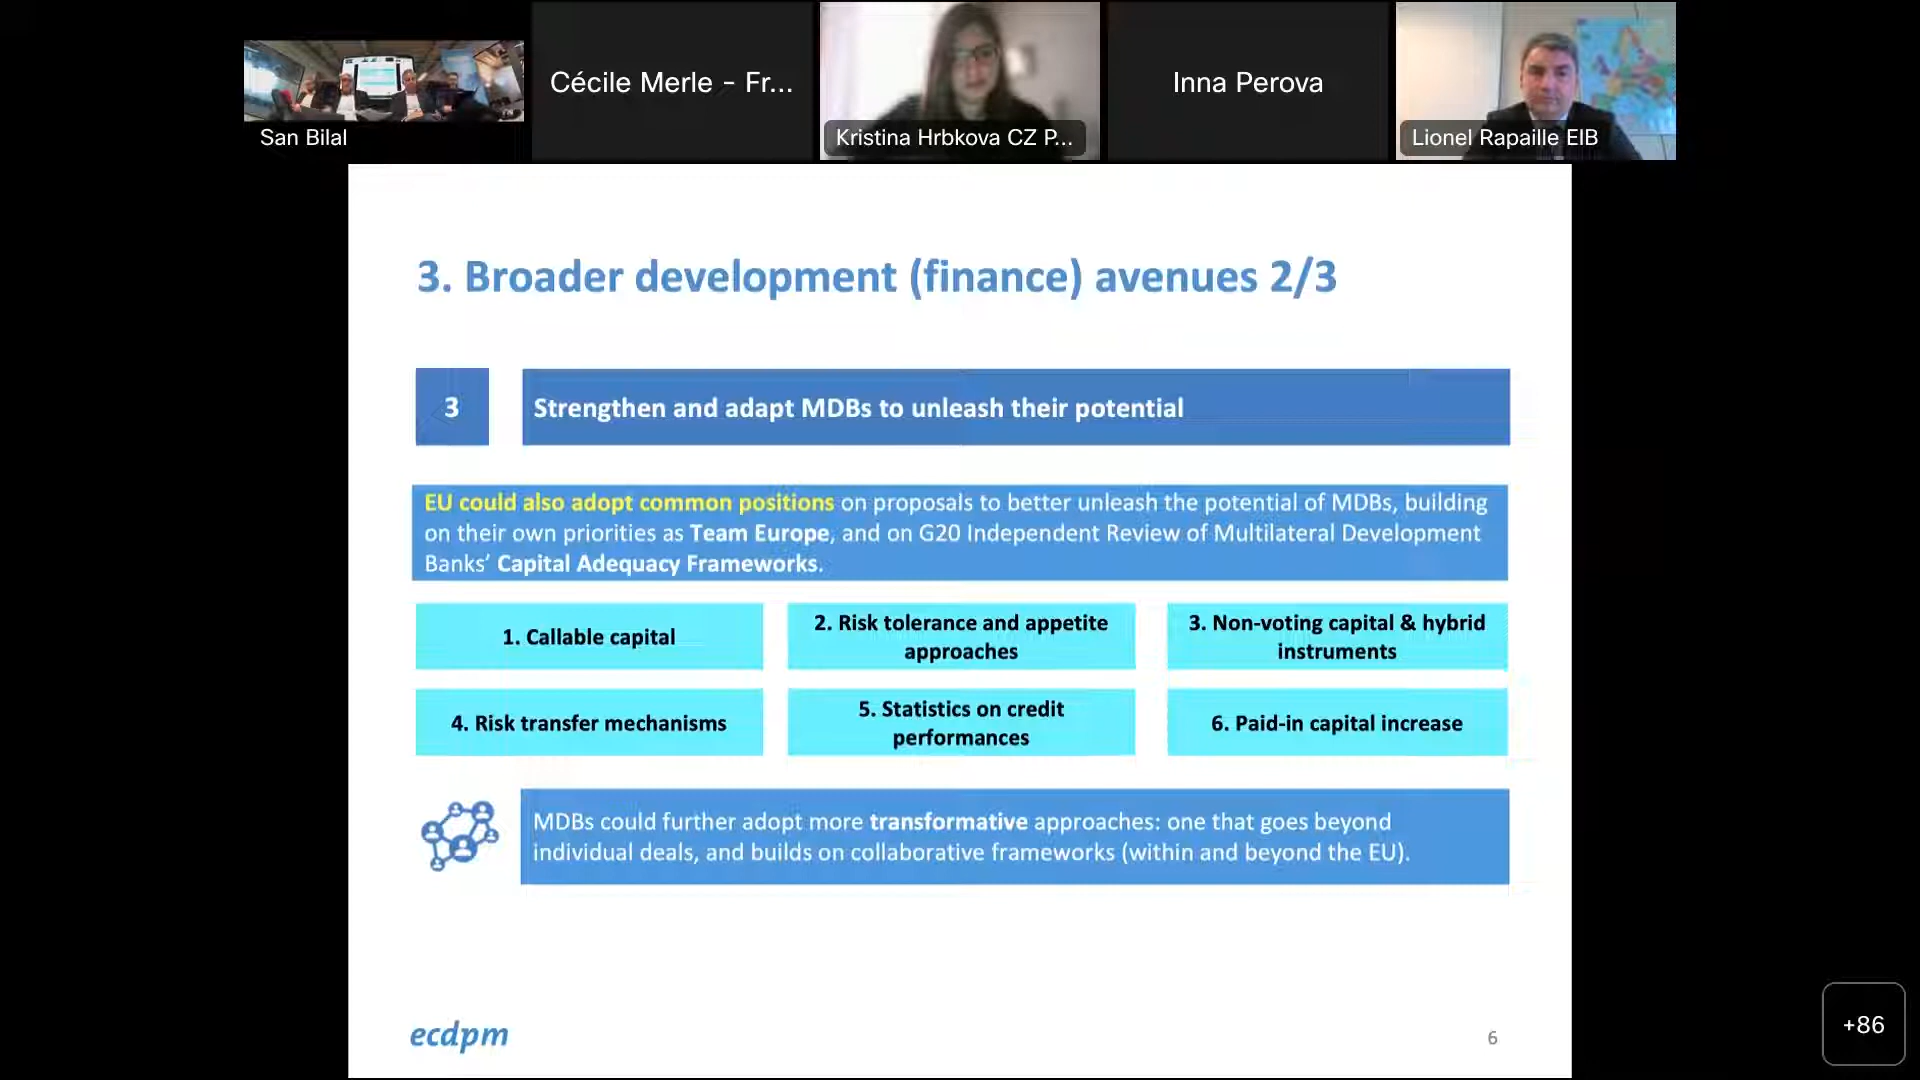 San Bilal
Cécile Merle - Fr...
Kristina Hrbkova CZ P...
Inna Perova
Lionel Rapaille EIB
3. Broader development (finance) avenues 2/3
3
Strengthen and adapt MDBs to unleash their potential
EU could also adopt common positions on proposals to better unleash the potential of MDBs, building
on their own priorities as Team Europe, and on G20 Independent Review of Multilateral Development
Banks’ Capital Adequacy Frameworks.
1. Callable capital
2. Risk tolerance and appetite
approaches
3. Non-voting capital & hybrid
instruments
4. Risk transfer mechanisms
5. Statistics on credit
performances
6. Paid-in capital increase
MDBs could further adopt more transformative approaches: one that goes beyond
individual deals, and builds on collaborative frameworks (within and beyond the EU).
ecdpm
6
+86